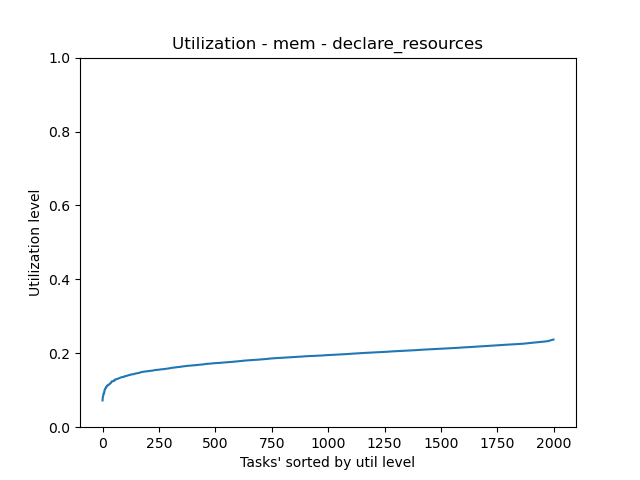 Utilization - mem - declare_resources
1.0
0.8
0.6
0.4
0.2
0.0
Utilization level
0 250 500 750 1000 1250 1500 1750 2000
Tasks' sorted by util level